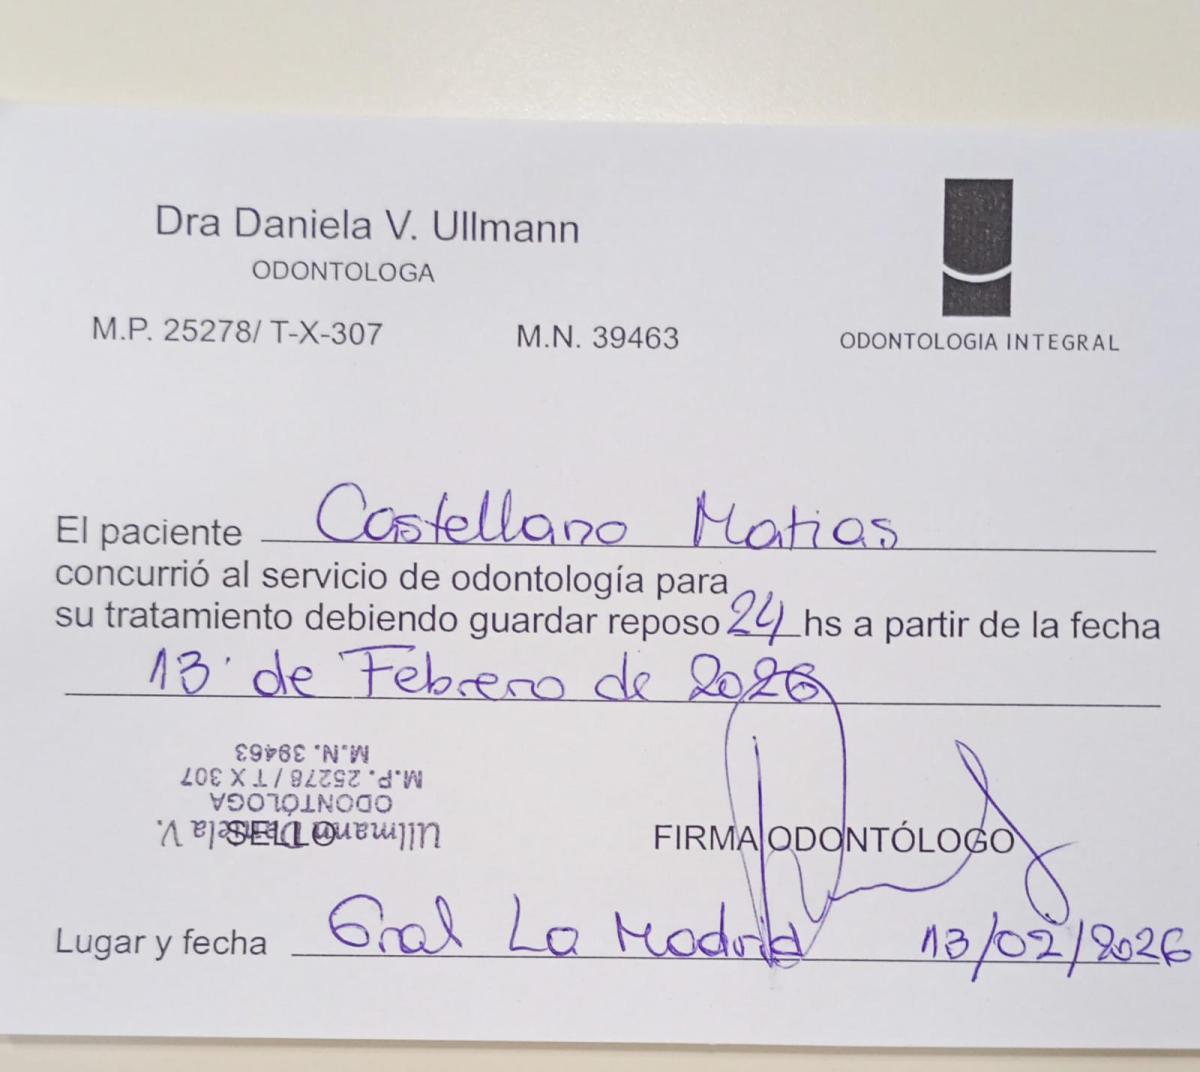 Dra Daniela V. Ullmann
ODONTOLOGA
M.P. 25278/ T-X-307 M.N. 39463
ODONTOLOGIA INTEGRAL
El paciente Castellano Matias
concurrió al servicio de odontología para
su tratamiento debiendo guardar reposo 24 hs a partir de la fecha
13 de Febrero de 2026
Ullmann Daniela V.
ODONTÓLOGA
M.P. 25278 / T X 307
M.N. 39463
SELLO
FIRMA ODONTÓLOGO
Lugar y fecha Gral La Madrid 13/02/2026